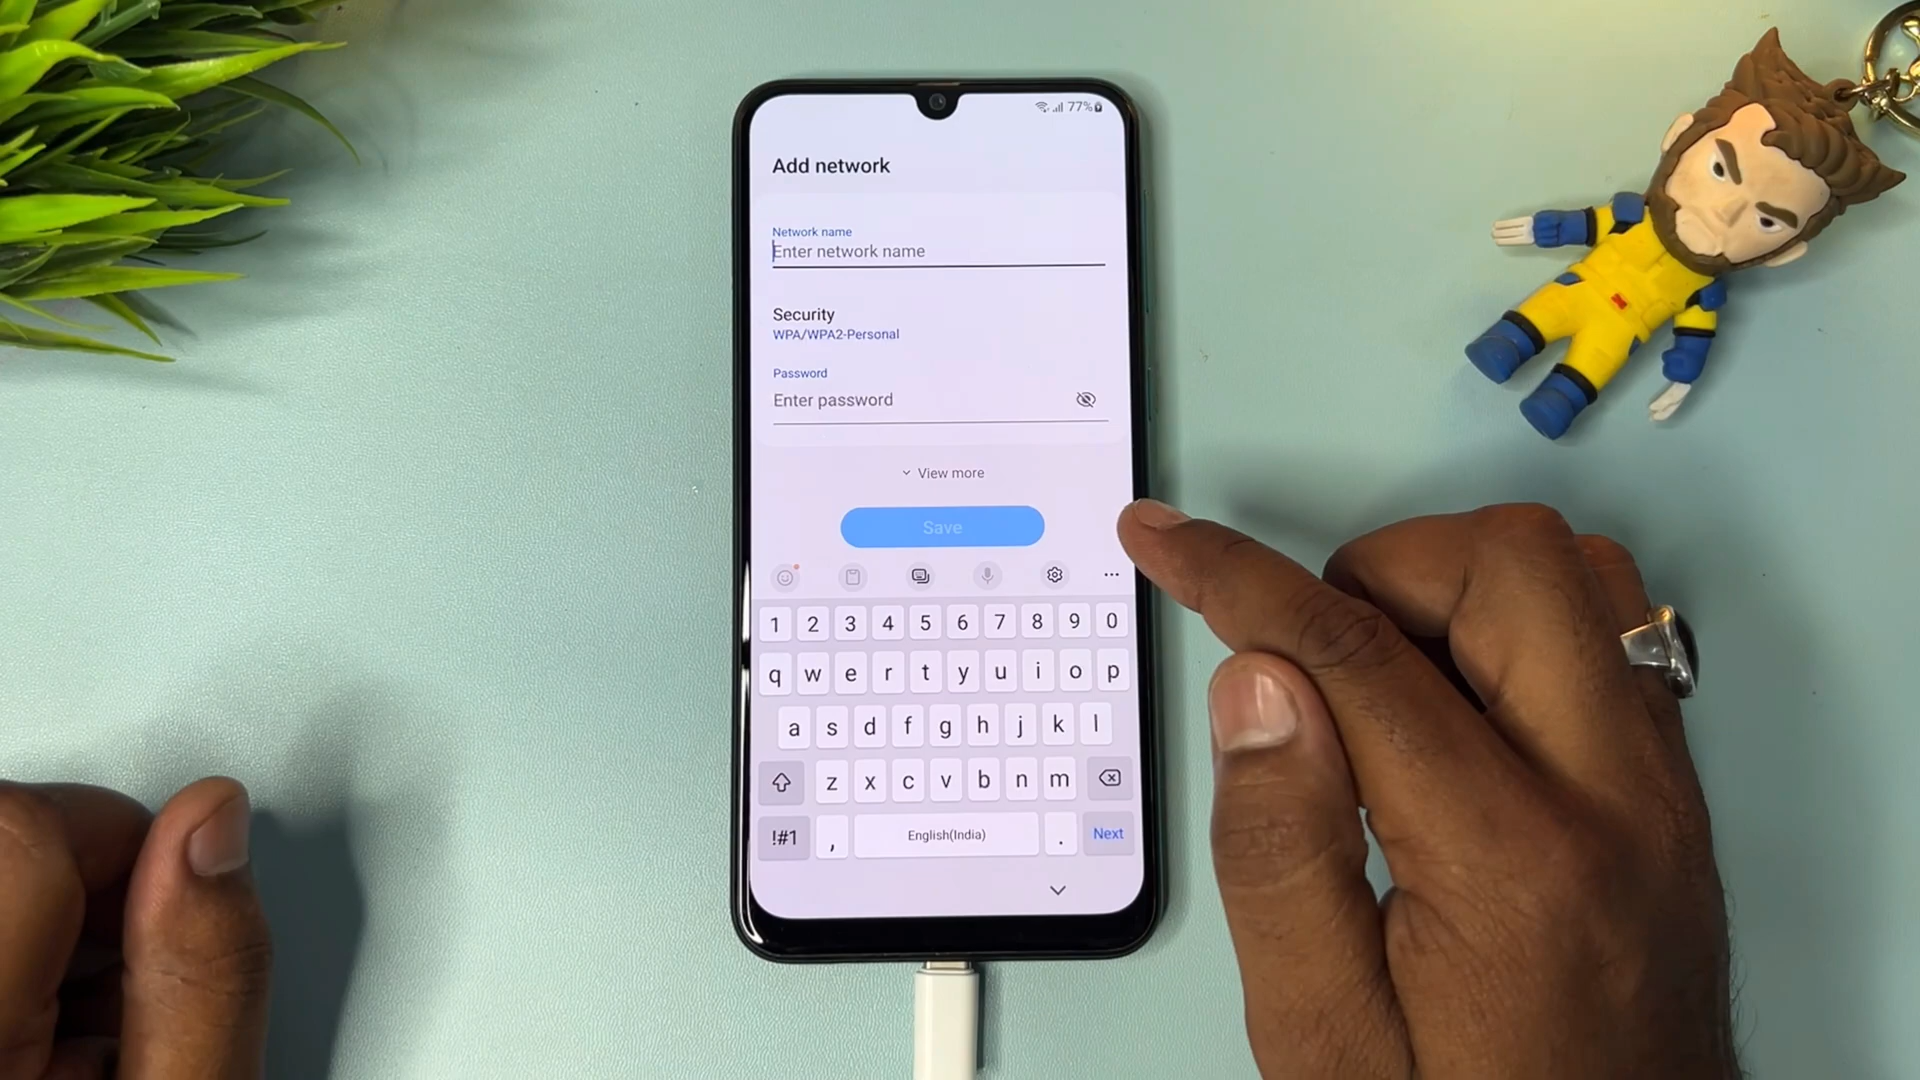 77%
Add network
Network name
Enter network name
Security
WPA/WPA2-Personal
Password
Enter password
View more
Save
1 2 3 4 5 6 7 8 9 0
q w e r t y u i o p
a s d f g h j k l
z x c v b n m
!#1 , English(India) . Next